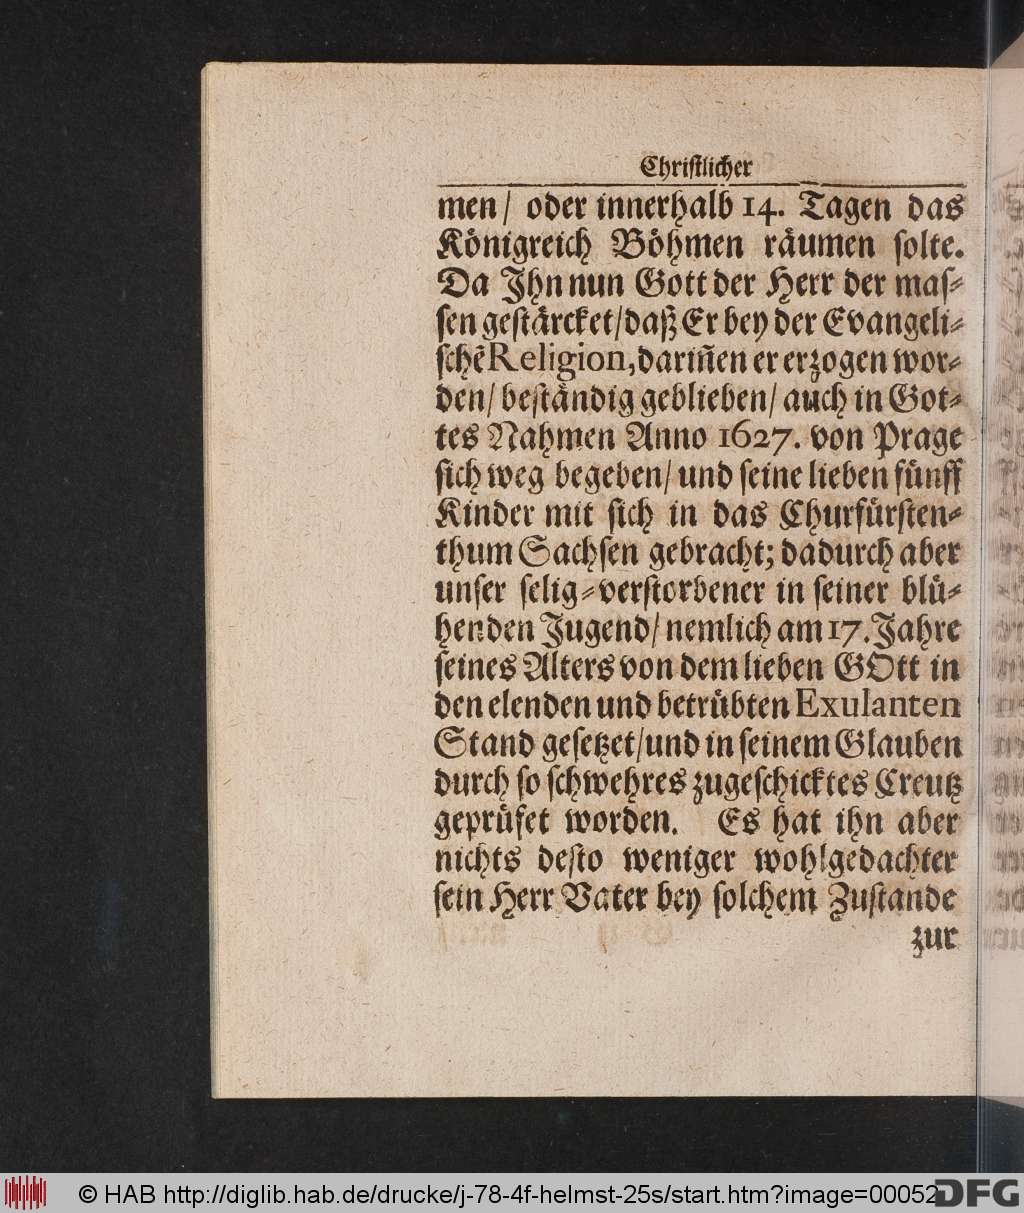 Christlicher
men/ oder innerhalb 14. Tagen das
Königreich Böhmen räumen solte.
Da Ihn nun Gott der Herr der mas-
sen gestärcket/daß Er bey der Evangeli-
schẽ Religion, dariñen er erzogen wor-
den/ beständig geblieben/ auch in Got-
tes Nahmen Anno 1627. von Prage
sich weg begeben/ und seine lieben fünff
Kinder mit sich in das Churfürsten-
thum Sachsen gebracht; dadurch aber
unser selig-verstorbener in seiner blü-
henden Jugend/ nemlich am 17. Jahre
seines Alters von dem lieben GOtt in
den elenden und betrübten Exulanten
Stand gesetzet/und in seinem Glauben
durch so schwehres zugeschicktes Creutz
geprüfet worden. Es hat ihn aber
nichts desto weniger wohlgedachter
sein Herr Vater bey solchem Zustande
zur
© HAB http://diglib.hab.de/drucke/j-78-4f-helmst-25s/start.htm?image=00052
DFG